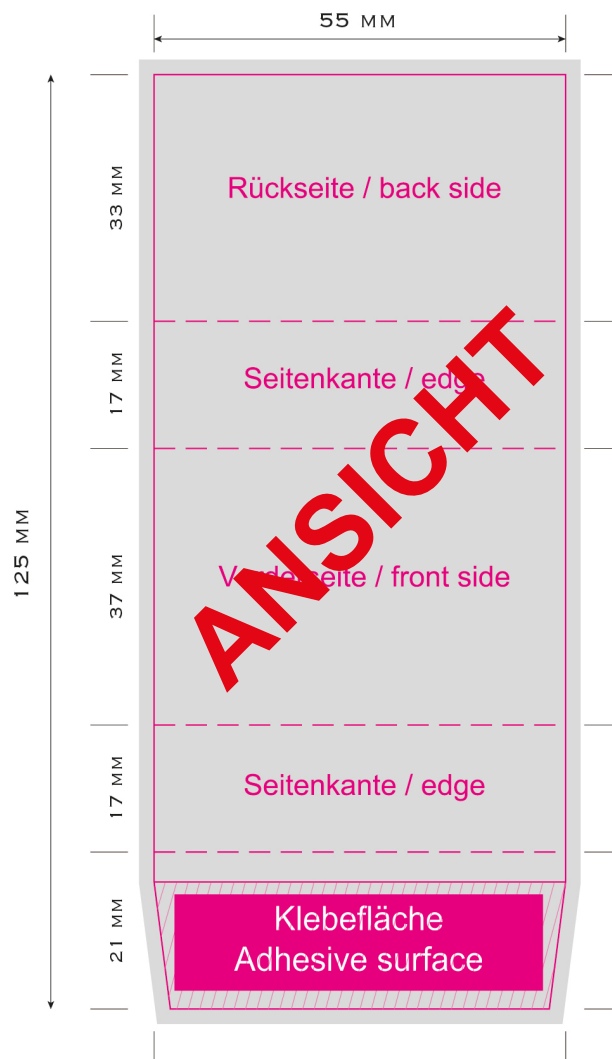 55 MM
Rückseite / back side
33 MM
Seitenkante / edge
17 MM
ANSICHT
125 MM
Vorderseite / front side
37 MM
Seitenkante / edge
17 MM
Klebefläche
Adhesive surface
21 MM